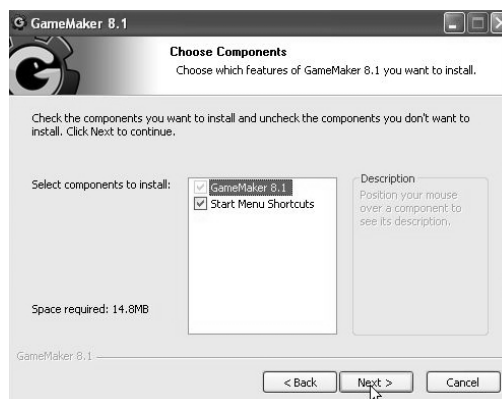 GameMaker 8.1
Choose Components
Choose which features of GameMaker 8.1 you want to install.
Check the components you want to install and uncheck the components you don't want to
install. Click Next to continue.
Select components to install:
GameMaker 8.1
Start Menu Shortcuts
Description
Position your mouse
over a component to
see its description.
Space required: 14.8MB
GameMaker 8.1
< Back
Next >
Cancel